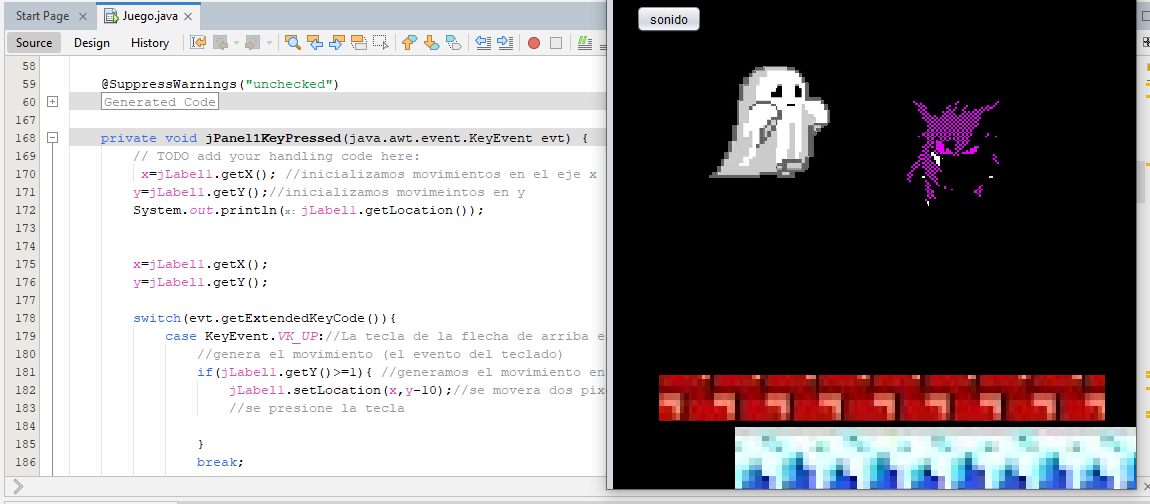 Start Page
Juego.java
Source Design History
58
59 @SuppressWarnings("unchecked")
60 Generated Code
167
168 private void jPanel1KeyPressed(java.awt.event.KeyEvent evt) {
169 // TODO add your handling code here:
170 x=jLabel1.getX(); //inicializamos movimientos en el eje x
171 y=jLabel1.getY();//inicializamos movimeintos en y
172 System.out.println(x: jLabel1.getLocation());
173
174
175 x=jLabel1.getX();
176 y=jLabel1.getY();
177
178 switch(evt.getExtendedKeyCode()){
179 case KeyEvent.VK_UP://La tecla de la flecha de arriba e
180 //genera el movimiento (el evento del teclado)
181 if(jLabel1.getY()>=1){ //generamos el movimiento en
182 jLabel1.setLocation(x,y-10);//se movera dos pix
183 //se presione la tecla
184
185 }
186 break;
sonido